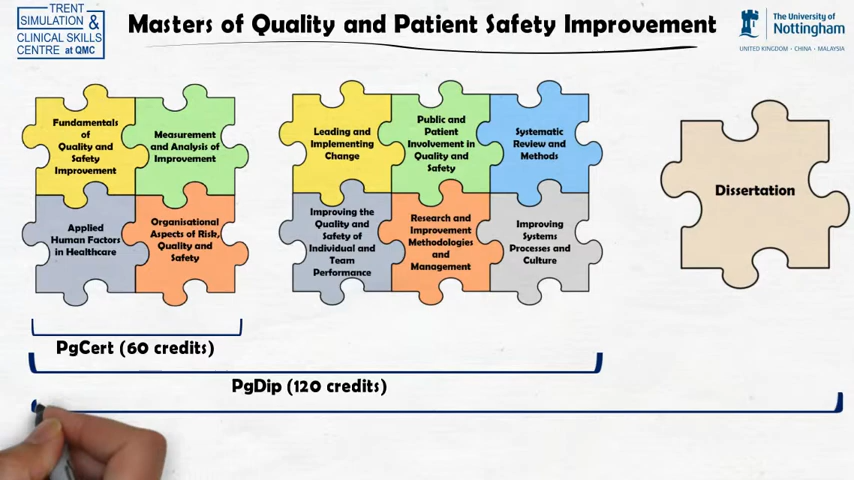 TRENT
SIMULATION &
CLINICAL SKILLS
CENTRE at QMC
Masters of Quality and Patient Safety Improvement
The University of
Nottingham
UNITED KINGDOM · CHINA · MALAYSIA
Fundamentals
of
Quality and
Safety
Improvement
Measurement
and Analysis of
Improvement
Applied
Human Factors
in Healthcare
Organisational
Aspects of Risk,
Quality and
Safety
Leading and
Implementing
Change
Public and
Patient
Involvement in
Quality and
Safety
Systematic
Review and
Methods
Improving the
Quality and
Safety of
Individual and
Team
Performance
Research and
Improvement
Methodologies
and
Management
Improving
Systems
Processes and
Culture
Dissertation
PgCert (60 credits)
PgDip (120 credits)